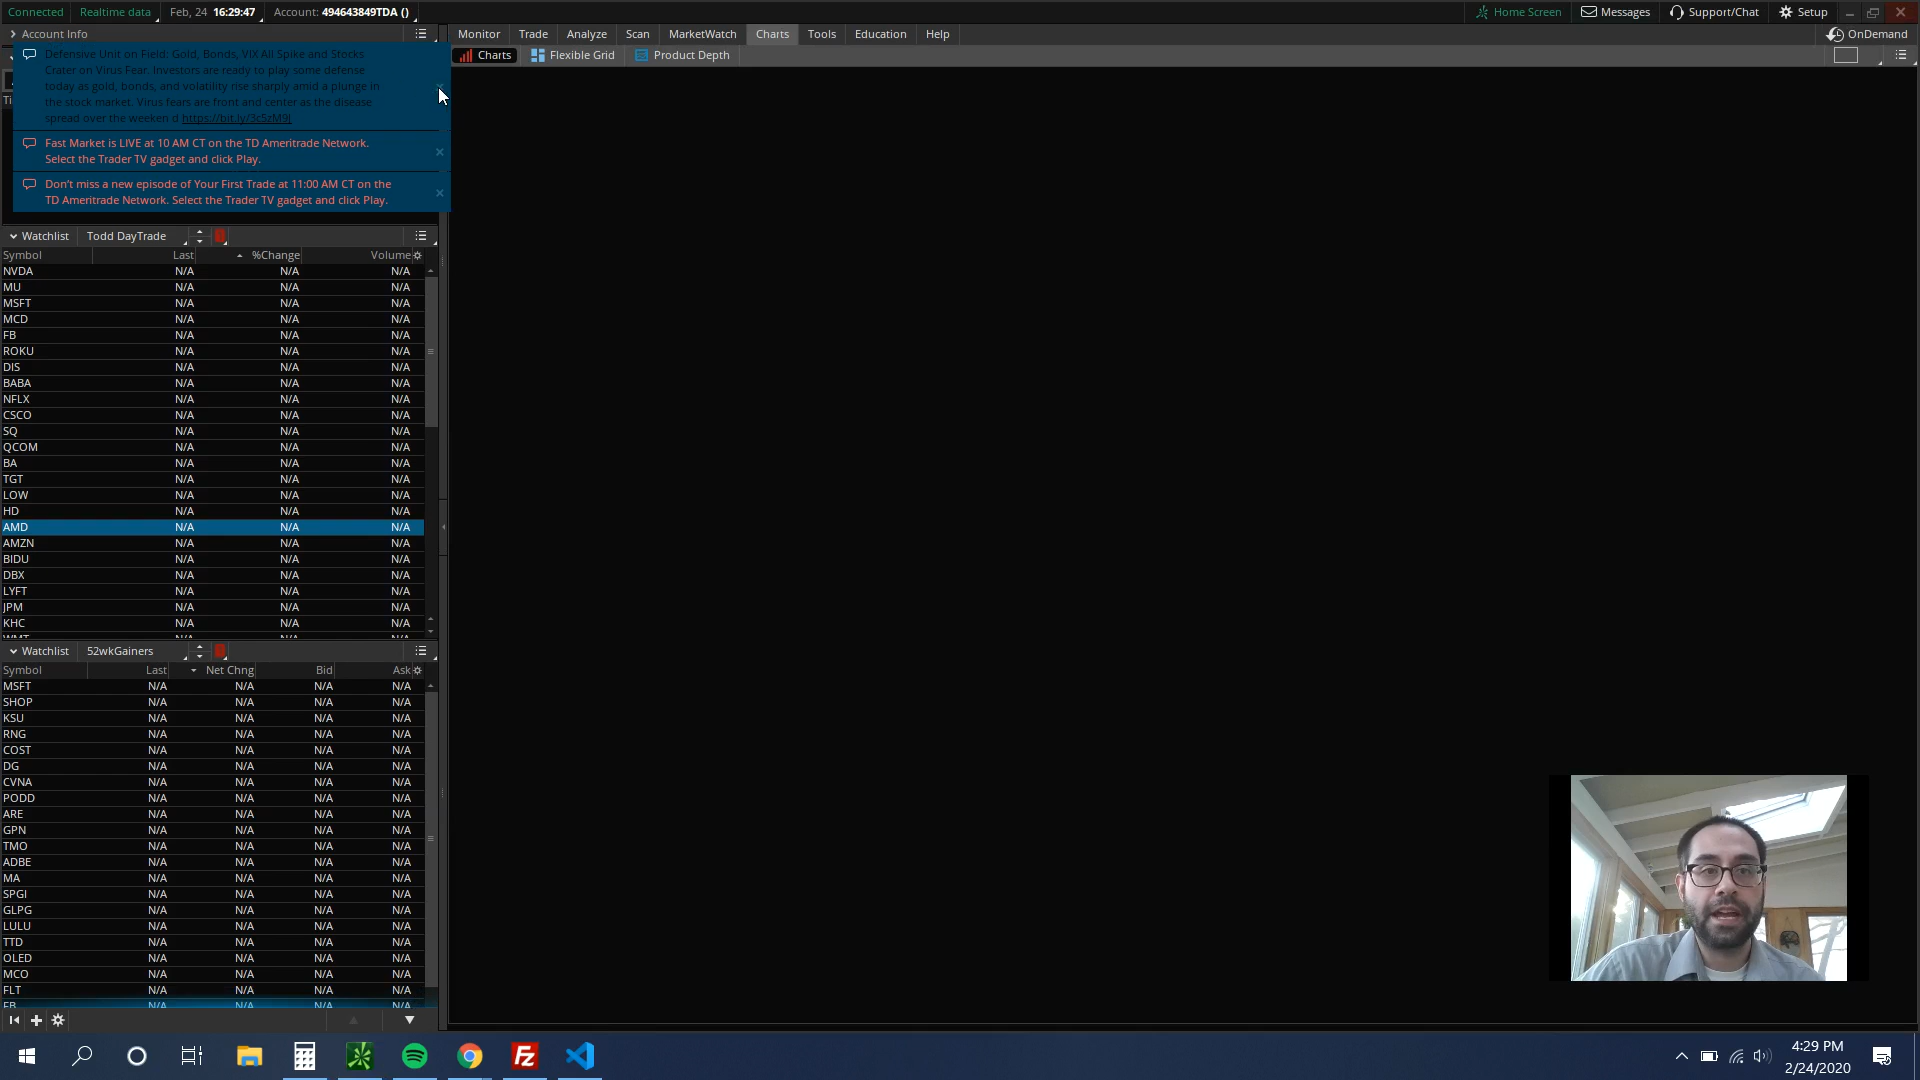 Connected Realtime data Feb, 24 16:29:47 Account: 494643849TDA () Home Screen Messages Support/Chat Setup
Account Info Monitor Trade Analyze Scan MarketWatch Charts Tools Education Help OnDemand
Charts Flexible Grid Product Depth
Defensive Unit on Field: Gold, Bonds, VIX All Spike and Stocks
Crater on Virus Fear. Investors are ready to play some defense
today as gold, bonds, and volatility rise sharply amid a plunge in
the stock market. Virus fears are front and center as the disease
spread over the weeken d https://bit.ly/3c5zM9I
Fast Market is LIVE at 10 AM CT on the TD Ameritrade Network.
Select the Trader TV gadget and click Play.
Don't miss a new episode of Your First Trade at 11:00 AM CT on the
TD Ameritrade Network. Select the Trader TV gadget and click Play.
Watchlist Todd DayTrade
Symbol Last %Change Volume
NVDA N/A N/A N/A
MU N/A N/A N/A
MSFT N/A N/A N/A
MCD N/A N/A N/A
FB N/A N/A N/A
ROKU N/A N/A N/A
DIS N/A N/A N/A
BABA N/A N/A N/A
NFLX N/A N/A N/A
CSCO N/A N/A N/A
SQ N/A N/A N/A
QCOM N/A N/A N/A
BA N/A N/A N/A
TGT N/A N/A N/A
LOW N/A N/A N/A
HD N/A N/A N/A
AMD N/A N/A N/A
AMZN N/A N/A N/A
BIDU N/A N/A N/A
DBX N/A N/A N/A
LYFT N/A N/A N/A
JPM N/A N/A N/A
KHC N/A N/A N/A
WMT N/A N/A N/A
Watchlist 52wkGainers
Symbol Last Net Chng Bid Ask
MSFT N/A N/A N/A N/A
SHOP N/A N/A N/A N/A
KSU N/A N/A N/A N/A
RNG N/A N/A N/A N/A
COST N/A N/A N/A N/A
DG N/A N/A N/A N/A
CVNA N/A N/A N/A N/A
PODD N/A N/A N/A N/A
ARE N/A N/A N/A N/A
GPN N/A N/A N/A N/A
TMO N/A N/A N/A N/A
ADBE N/A N/A N/A N/A
MA N/A N/A N/A N/A
SPGI N/A N/A N/A N/A
GLPG N/A N/A N/A N/A
LULU N/A N/A N/A N/A
TTD N/A N/A N/A N/A
OLED N/A N/A N/A N/A
MCO N/A N/A N/A N/A
FLT N/A N/A N/A N/A
FB N/A N/A N/A N/A
Fz
4:29 PM
2/24/2020